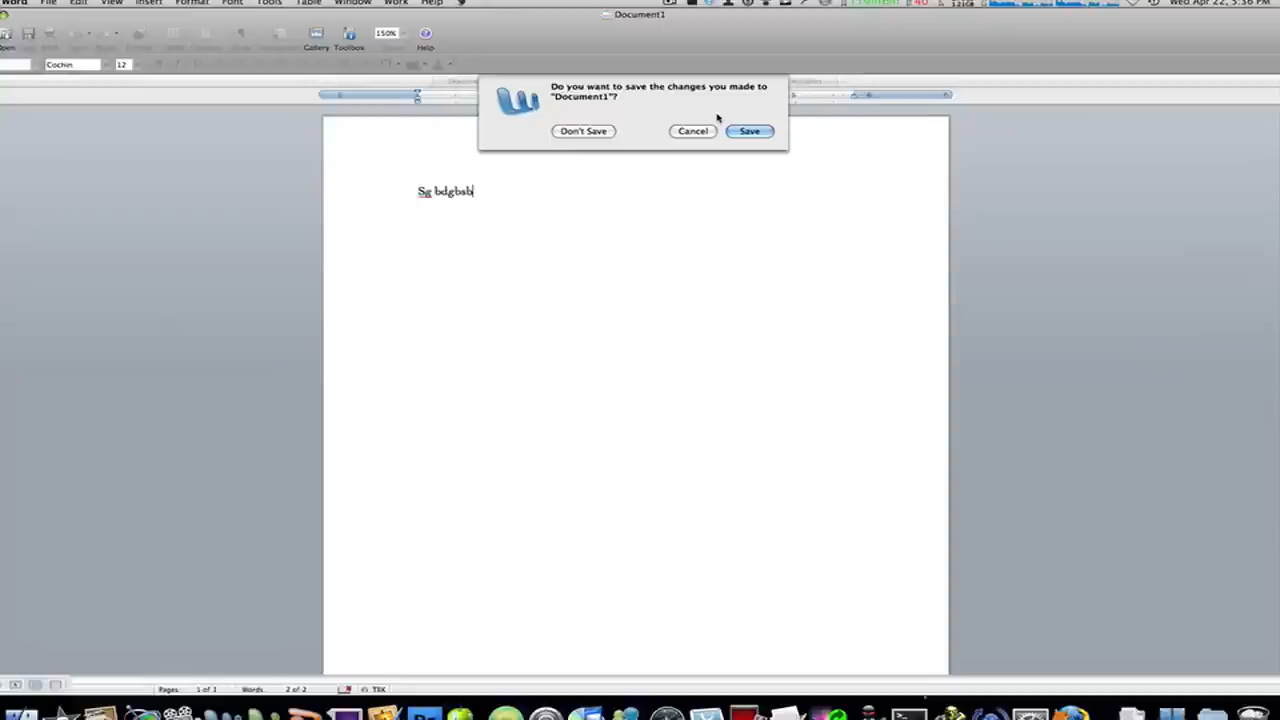 Word File Edit View Insert Format Font Tools Table Window Work Help Wed Apr 22, 5:36 PM
Document1
150%
Open Gallery Toolbox Help
Cochin 12
Do you want to save the changes you made to
"Document1"?
Don't Save Cancel Save
Sg bdgbsb
Pages: 1 of 1 Words: 2 of 2 TRK